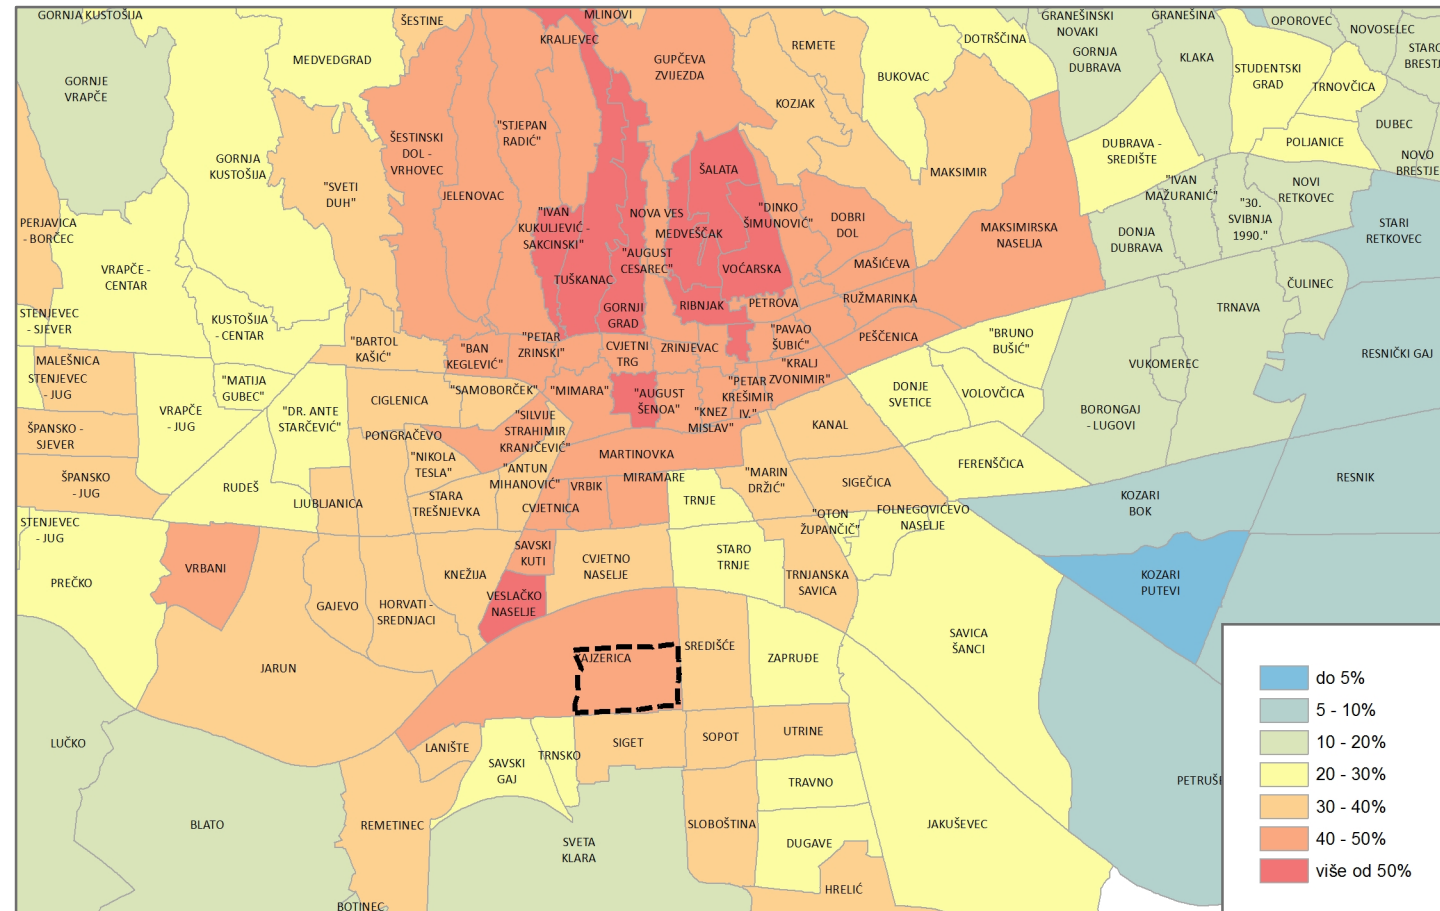 GORNJA KUSTOŠIJA
ŠESTINE
MLINOVI
KRALJEVEC
GRANEŠINSKI
NOVAKI
GRANEŠINA
OPOROVEC
NOVOSELEC
MEDVEDGRAD
GUPČEVA
ZVIJEZDA
REMETE
DOTRŠČINA
GORNJA
DUBRAVA
KLAKA
STUDENTSKI
GRAD
TRNOVČICA
GORNJE
VRAPČE
KOZJAK
BUKOVAC
DUBEC
POLJANICE
NOVO
BRESTJE
GORNJA
KUSTOŠIJA
"SVETI
DUH"
ŠESTINSKI
DOL -
VRHOVEC
"STJEPAN
RADIĆ"
JELENOVAC
ŠALATA
MAKSIMIR
DUBRAVA -
SREDIŠTE
"IVAN
MAŽURANIĆ"
"30.
SVIBNJA
1990."
NOVI
RETKOVEC
PERJAVICA
- BORČEC
"IVAN
KUKULJEVIĆ -
SAKCINSKI"
NOVA VES
MEDVEŠČAK
"DINKO
ŠIMUNOVIĆ"
DOBRI
DOL
MAKSIMIRSKA
NASELJA
DONJA
DUBRAVA
STARI
RETKOVEC
VRAPČE -
CENTAR
TUŠKANAC
"AUGUST
CESAREC"
VOĆARSKA
MAŠIĆEVA
ČULINEC
STENJEVEC
- SJEVER
KUSTOŠIJA
- CENTAR
GORNJI
GRAD
RIBNJAK
PETROVA
RUŽMARINKA
TRNAVA
MALEŠNICA
STENJEVEC
- JUG
"BARTOL
KAŠIĆ"
"BAN
KEGLEVIĆ"
"PETAR
ZRINSKI"
CVJETNI
TRG
ZRINJEVAC
"PAVAO
ŠUBIĆ"
PEŠČENICA
"BRUNO
BUŠIĆ"
RESNIČKI GAJ
"MATIJA
GUBEC"
"SAMOBORČEK"
"MIMARA"
"AUGUST
ŠENOA"
"PETAR
KREŠIMIR
IV."
"KRALJ
ZVONIMIR"
VUKOMEREC
VRAPČE
- JUG
"DR. ANTE
STARČEVIĆ"
CIGLENICA
"SILVIJE
STRAHIMIR
KRANJČEVIĆ"
"KNEZ
MISLAV"
DONJE
SVETICE
VOLOVČICA
BORONGAJ
- LUGOVI
ŠPANSKO -
SJEVER
PONGRAČEVO
KANAL
"NIKOLA
TESLA"
MARTINOVKA
FERENŠČICA
ŠPANSKO
- JUG
RUDEŠ
LJUBLJANICA
STARA
TREŠNJEVKA
"ANTUN
MIHANOVIĆ"
VRBIK
MIRAMARE
"MARIN
DRŽIĆ"
SIGEČICA
RESNIK
CVJETNICA
TRNJE
"OTON
ŽUPANČIČ"
FOLNEGOVIĆEVO
NASELJE
KOZARI
BOK
STENJEVEC
- JUG
SAVSKI
KUTI
CVJETNO
NASELJE
STARO
TRNJE
PREČKO
VRBANI
KNEŽIJA
TRNJANSKA
SAVICA
KOZARI
PUTEVI
GAJEVO
HORVATI -
SREDNJACI
VESLAČKO
NASELJE
JARUN
SREDIŠĆE
ZAPRUĐE
SAVICA
ŠANCI
do 5%
5 - 10%
10 - 20%
20 - 30%
30 - 40%
40 - 50%
više od 50%
LUČKO
LANIŠTE
SAVSKI
GAJ
TRNSKO
SIGET
SOPOT
UTRINE
TRAVNO
BLATO
REMETINEC
SVETA
KLARA
SLOBOŠTINA
DUGAVE
JAKUŠEVEC
HRELIĆ
BOTINEC